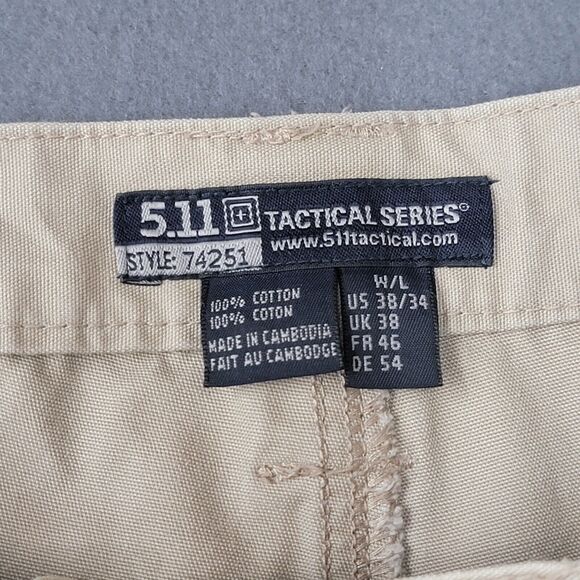 5.11 TACTICAL SERIES
www.511tactical.com
STYLE: 74251
100% COTTON
100% COTON
MADE IN CAMBODIA
FAIT AU CAMBODGE
W/L
US 38/34
UK 38
FR 46
DE 54